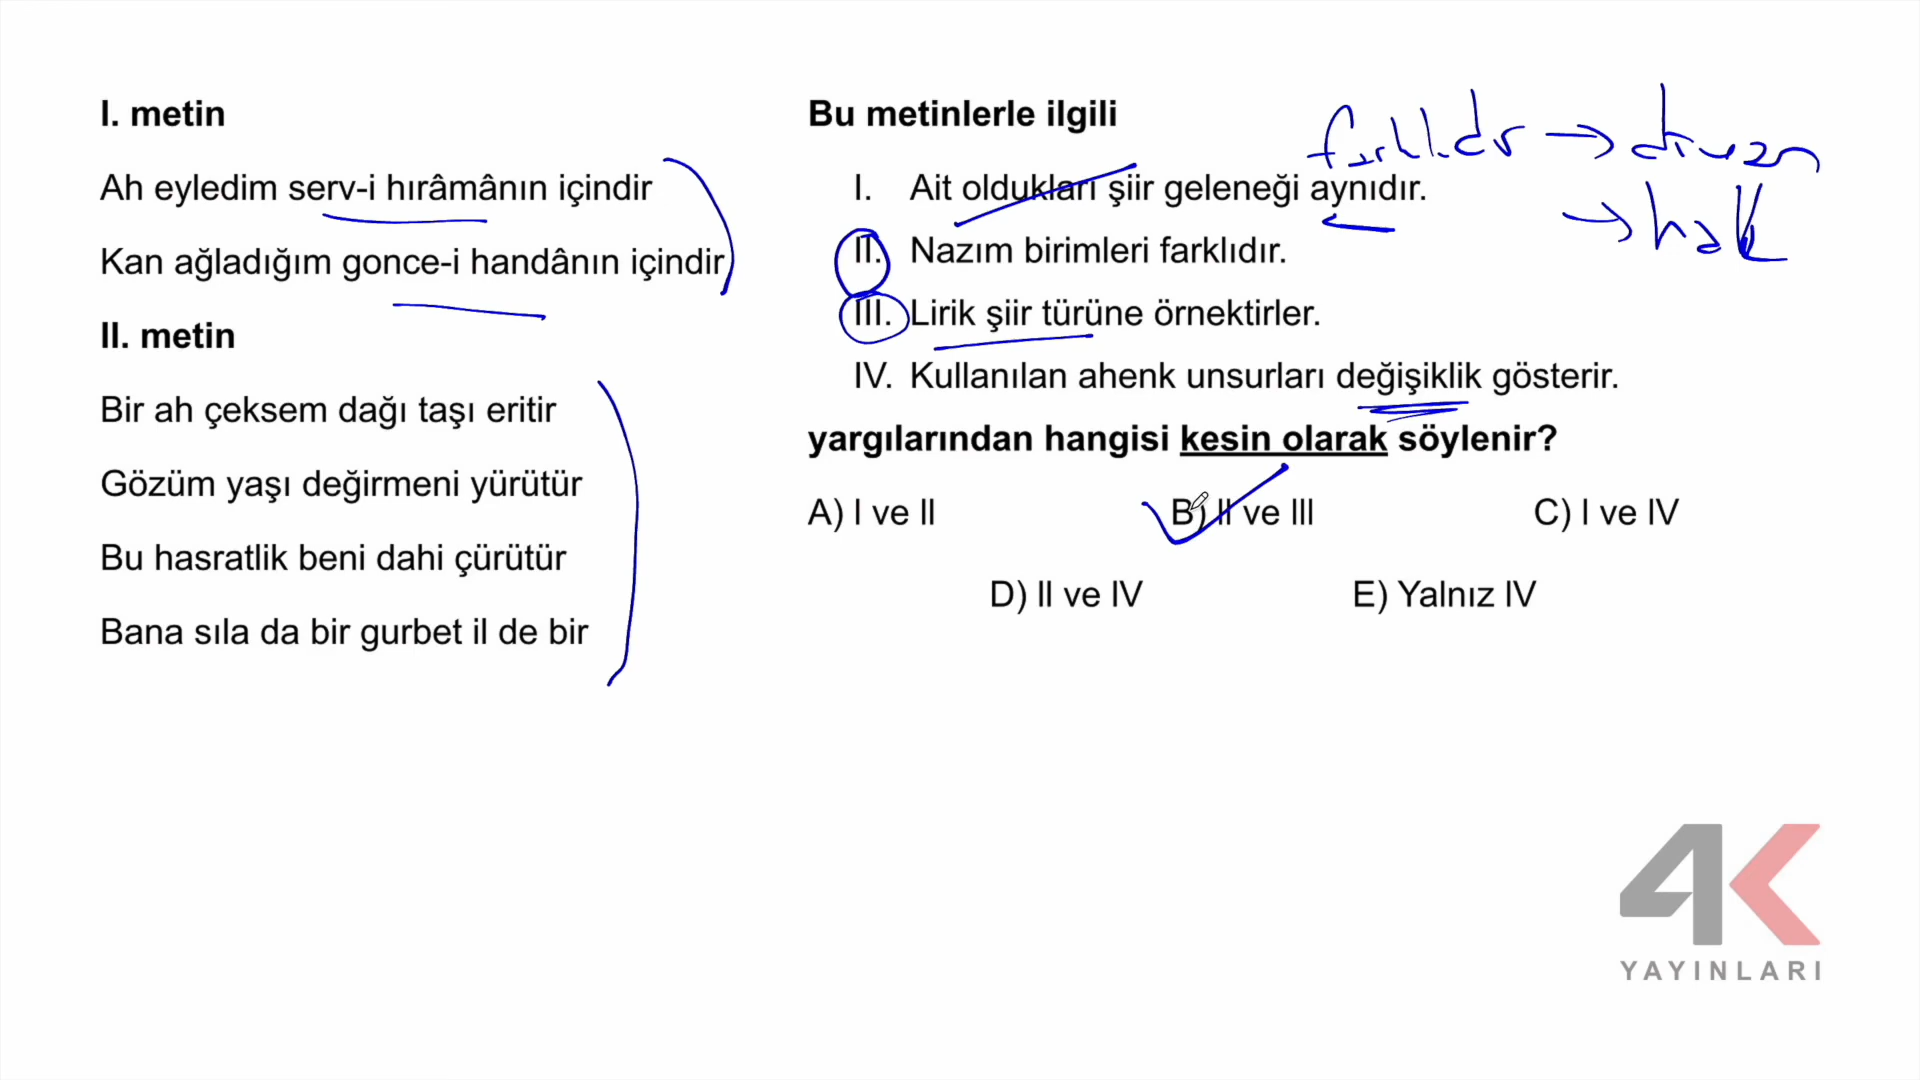 I. metin
Ah eyledim serv-i hırâmânın içindir
Kan ağladığım gonce-i handânın içindir
II. metin
Bir ah çeksem dağı taşı eritir
Gözüm yaşı değirmeni yürütür
Bu hasratlik beni dahi çürütür
Bana sıla da bir gurbet il de bir
Bu metinlerle ilgili
farklıdır → divan
→ halk
I. Ait oldukları şiir geleneği aynıdır.
II. Nazım birimleri farklıdır.
III. Lirik şiir türüne örnektirler.
IV. Kullanılan ahenk unsurları değişiklik gösterir.
yargılarından hangisi kesin olarak söylenir?
A) I ve II
B) II ve III
C) I ve IV
D) II ve IV
E) Yalnız IV
4K
YAYINLARI